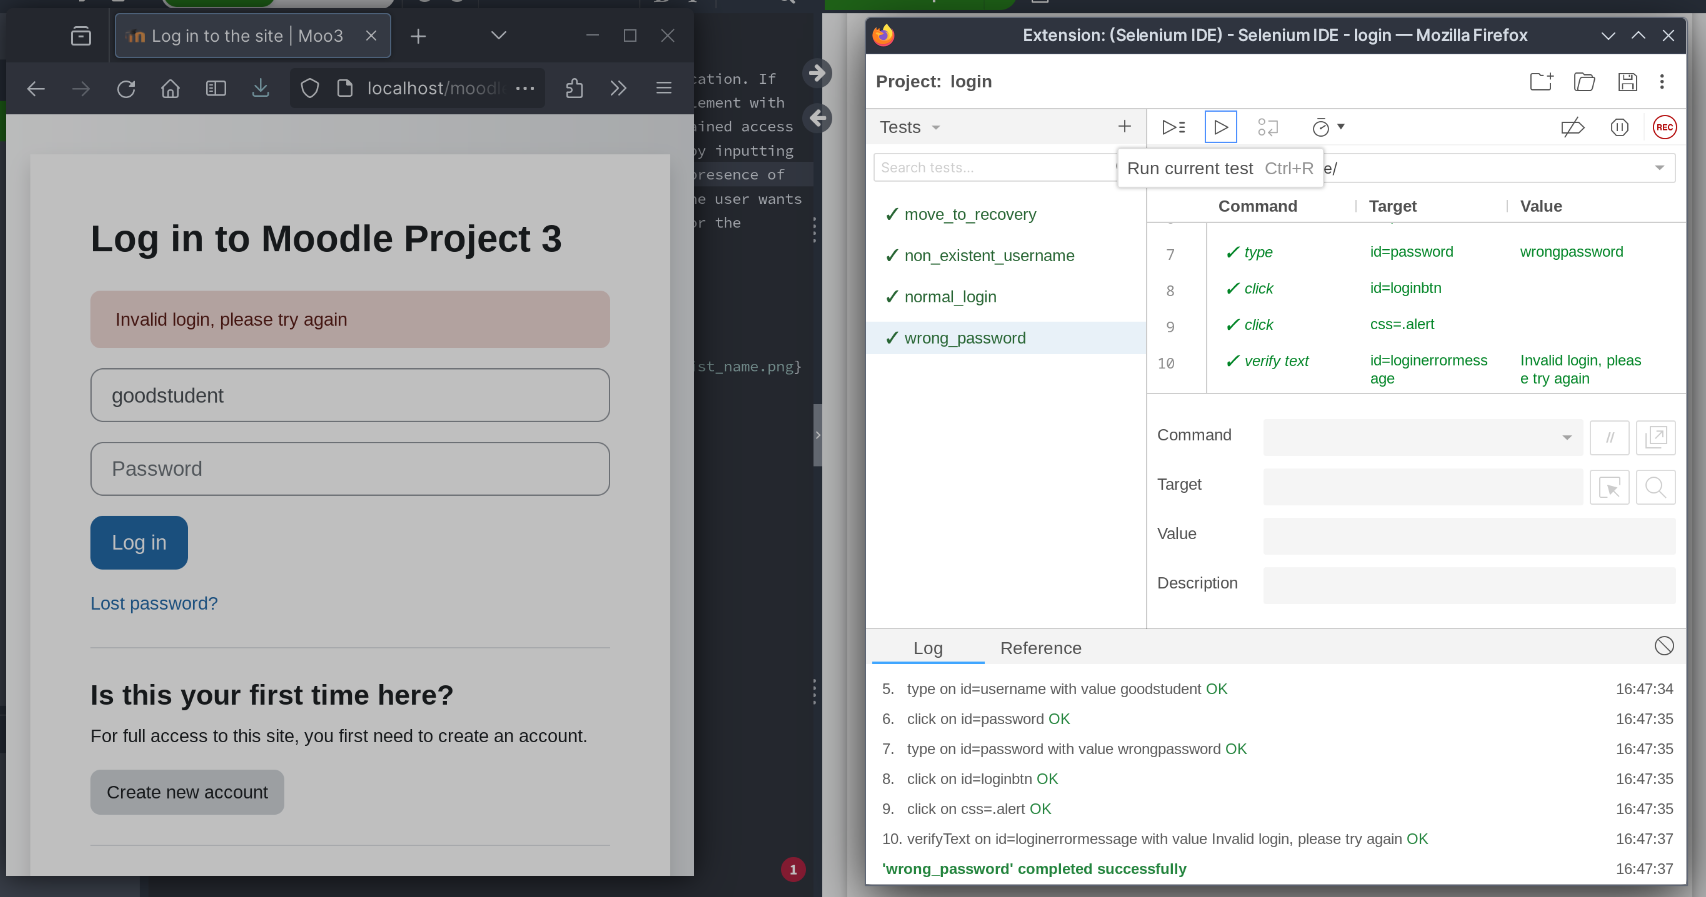 Log in to the site | Moo3
localhost/moodl
Log in to Moodle Project 3
Invalid login, please try again
goodstudent
Password
Log in
Lost password?
Is this your first time here?
For full access to this site, you first need to create an account.
Create new account
. If
with
access
inputting
of
user wants
the
st_name.png}
1
Extension: (Selenium IDE) - Selenium IDE - login — Mozilla Firefox
Project: login
Tests
Search tests...
move_to_recovery
non_existent_username
normal_login
wrong_password
REC
Run current test Ctrl+R
e/
Command Target Value
7 type id=password wrongpassword
8 click id=loginbtn
9 click css=.alert
10 verify text id=loginerrormess Invalid login, pleas
age e try again
Command
//
Target
Value
Description
Log Reference
5. type on id=username with value goodstudent OK 16:47:34
6. click on id=password OK 16:47:35
7. type on id=password with value wrongpassword OK 16:47:35
8. click on id=loginbtn OK 16:47:35
9. click on css=.alert OK 16:47:35
10. verifyText on id=loginerrormessage with value Invalid login, please try again OK 16:47:37
'wrong_password' completed successfully 16:47:37